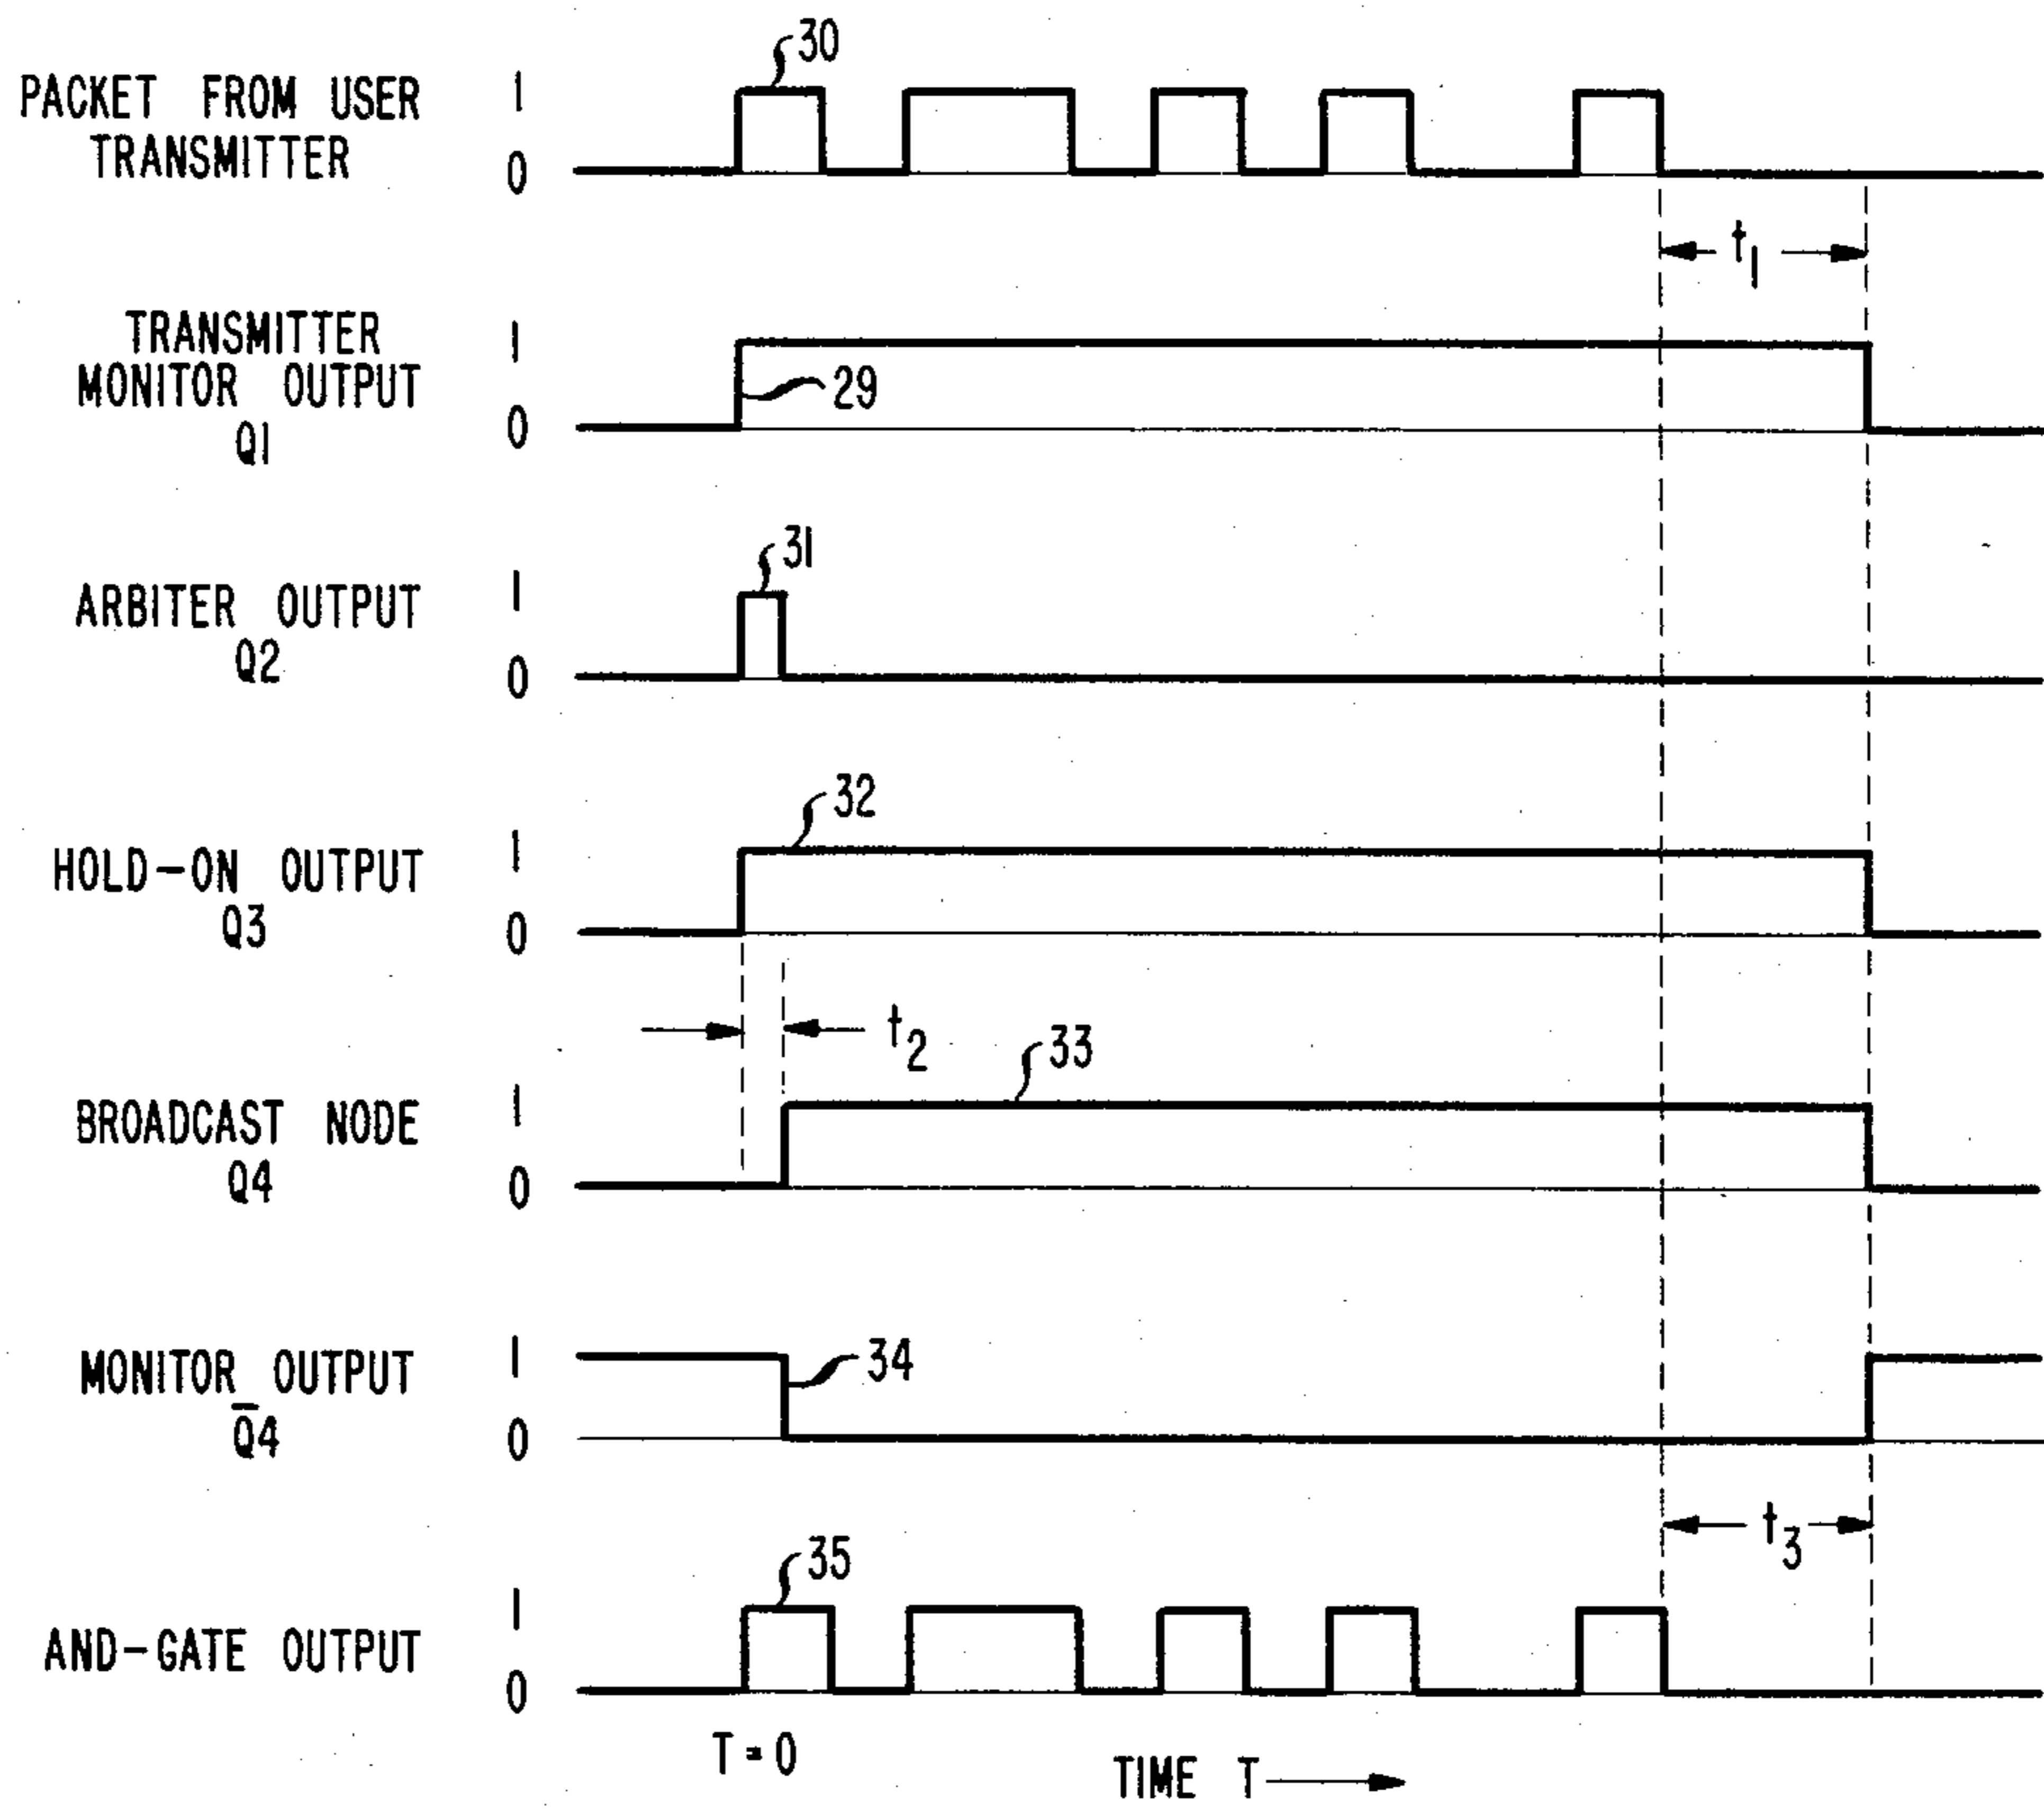 30
PACKET FROM USER
TRANSMITTER
1
0
t1
TRANSMITTER
MONITOR OUTPUT
Q1
1
0
29
31
ARBITER OUTPUT
Q2
1
0
32
HOLD-ON OUTPUT
Q3
1
0
t2
33
BROADCAST NODE
Q4
1
0
MONITOR OUTPUT
Q̅4
1
0
34
t3
35
AND-GATE OUTPUT
1
0
T=0
TIME T